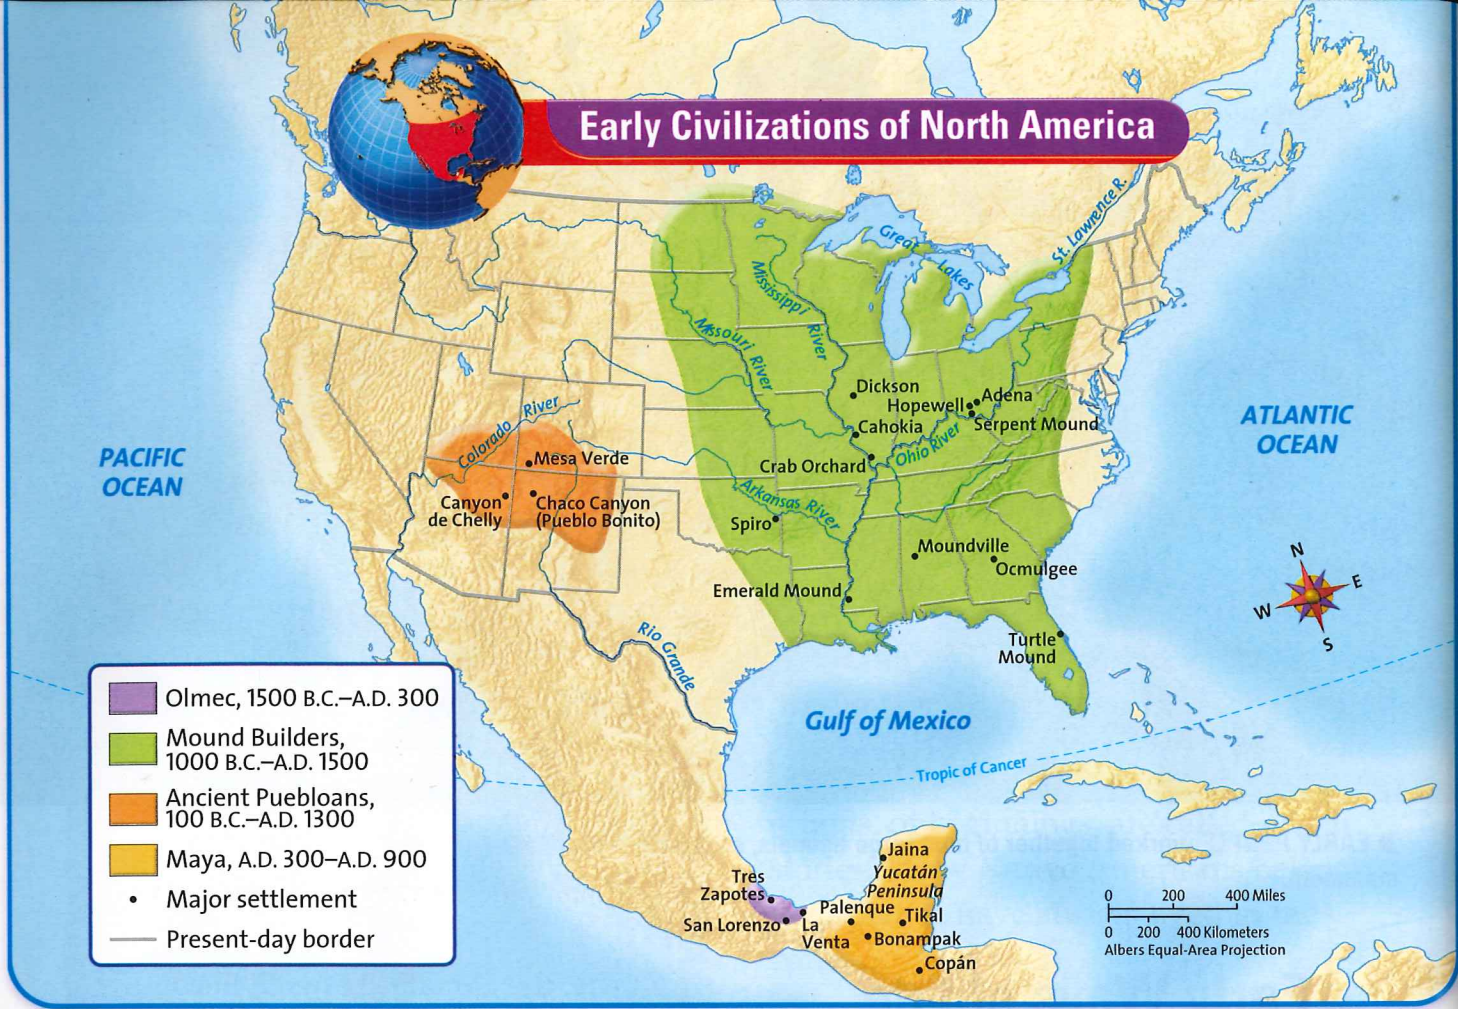 Early Civilizations of North America
St. Lawrence R.
Great
Lakes
Mississippi
River
Missouri River
Dickson
Hopewell
Adena
Serpent Mound
Cahokia
Ohio River
Crab Orchard
Colorado River
Mesa Verde
Canyon
de Chelly
Chaco Canyon
(Pueblo Bonito)
Arkansas River
Spiro
Moundville
Ocmulgee
Emerald Mound
Turtle
Mound
Rio Grande
PACIFIC
OCEAN
ATLANTIC
OCEAN
N
E
W
S
Gulf of Mexico
Tropic of Cancer
Olmec, 1500 B.C.–A.D. 300
Mound Builders,
1000 B.C.–A.D. 1500
Ancient Puebloans,
100 B.C.–A.D. 1300
Maya, A.D. 300–A.D. 900
Major settlement
Present-day border
Jaina
Yucatán
Peninsula
Tres
Zapotes
San Lorenzo
La
Venta
Palenque
Tikal
Bonampak
Copán
0 200 400 Miles
0 200 400 Kilometers
Albers Equal-Area Projection